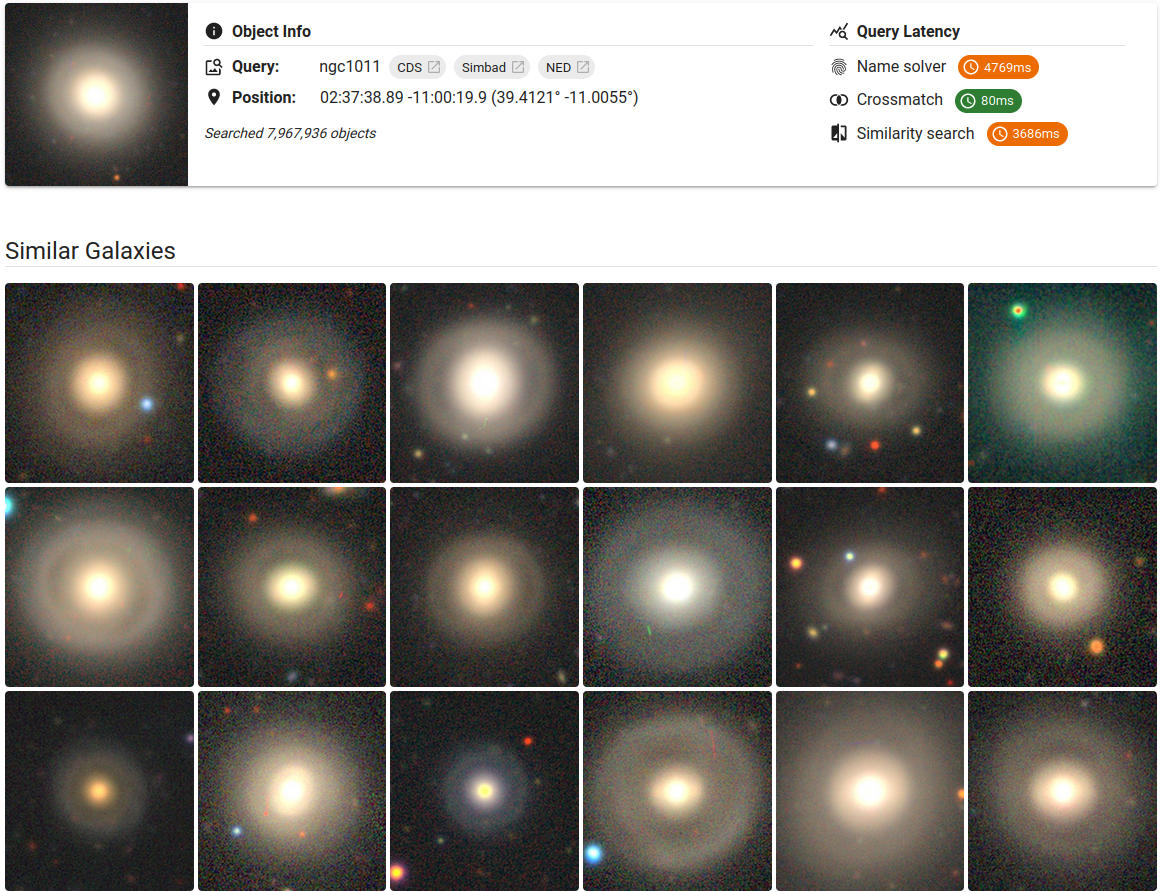 Object Info
Query: ngc1011 CDS Simbad NED
Position: 02:37:38.89 -11:00:19.9 (39.4121° -11.0055°)
Searched 7,967,936 objects
Query Latency
Name solver 4769ms
Crossmatch 80ms
Similarity search 3686ms
Similar Galaxies